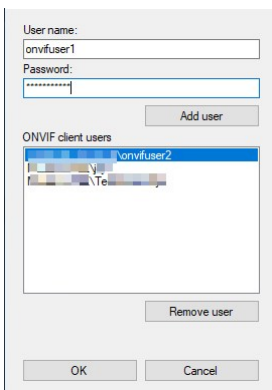 User name:
onvifuser1
Password:
***********
Add user
ONVIF client users
\onvifuser2
Remove user
OK
Cancel